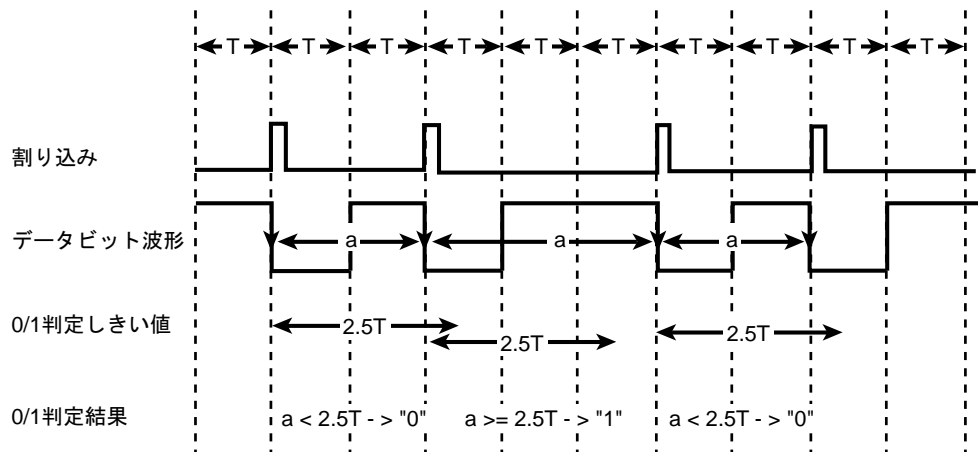 T T T T T T T T T T
割り込み
データビット波形
a a a
0/1判定しきい値
2.5T 2.5T 2.5T
0/1判定結果
a < 2.5T - > "0" a >= 2.5T - > "1" a < 2.5T - > "0"